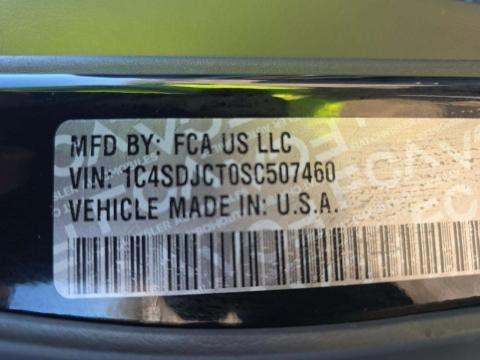 MFD BY: FCA US LLC
VIN: 1C4SDJCT0SC507460
VEHICLE MADE IN: U.S.A.